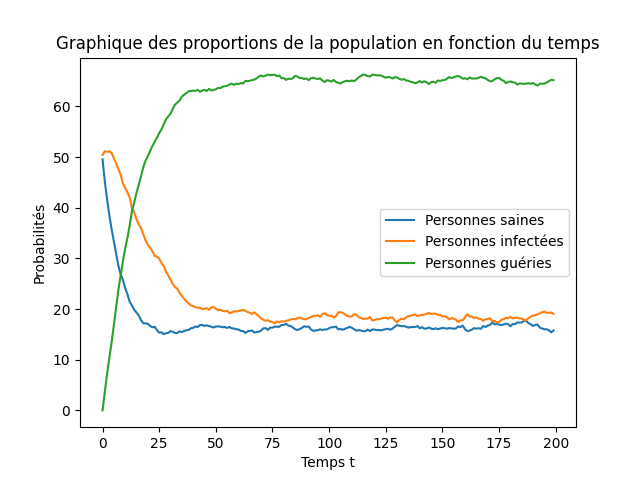 Graphique des proportions de la population en fonction du temps
Probabilités
60
50
40
30
20
10
0
Personnes saines
Personnes infectées
Personnes guéries
0 25 50 75 100 125 150 175 200
Temps t